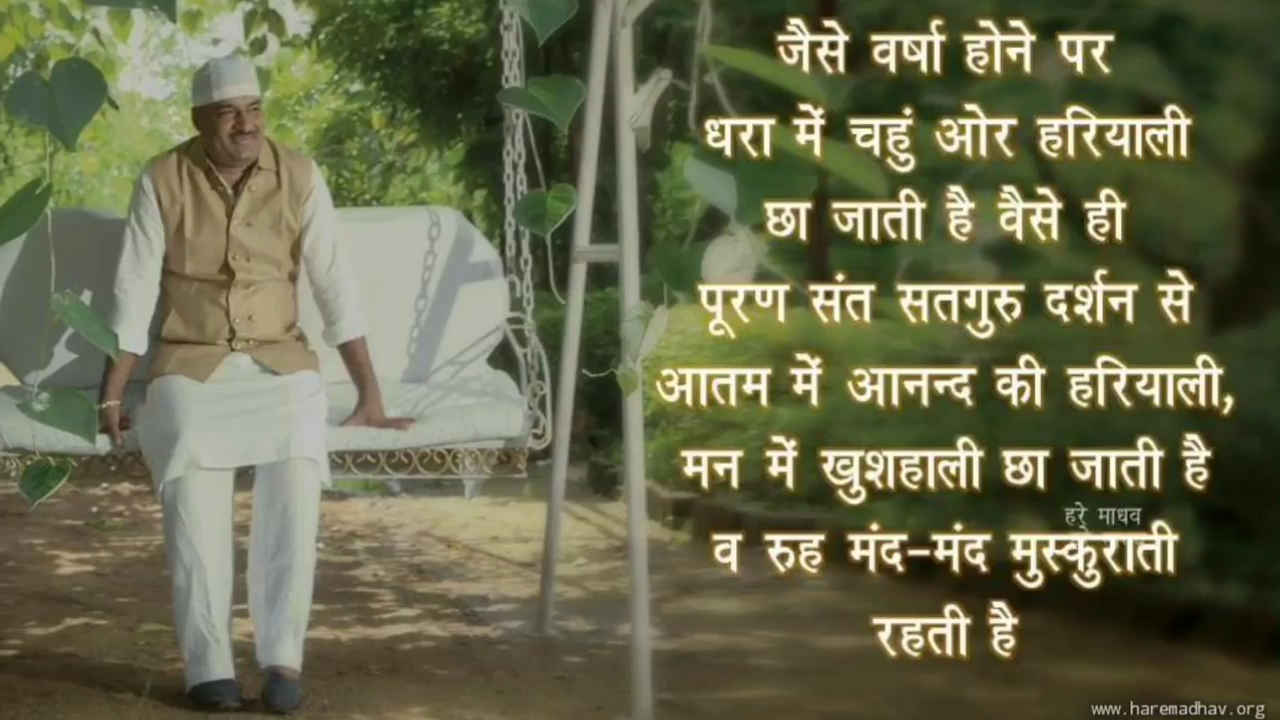 जैसे वर्षा होने पर
धरा में चहुं ओर हरियाली
छा जाती है वैसे ही
पूरण संत सतगुरु दर्शन से
आतम में आनन्द की हरियाली,
मन में खुशहाली छा जाती है
हरे माधव
व रुह मंद-मंद मुस्कुराती
रहती है
www.haremadhav.org